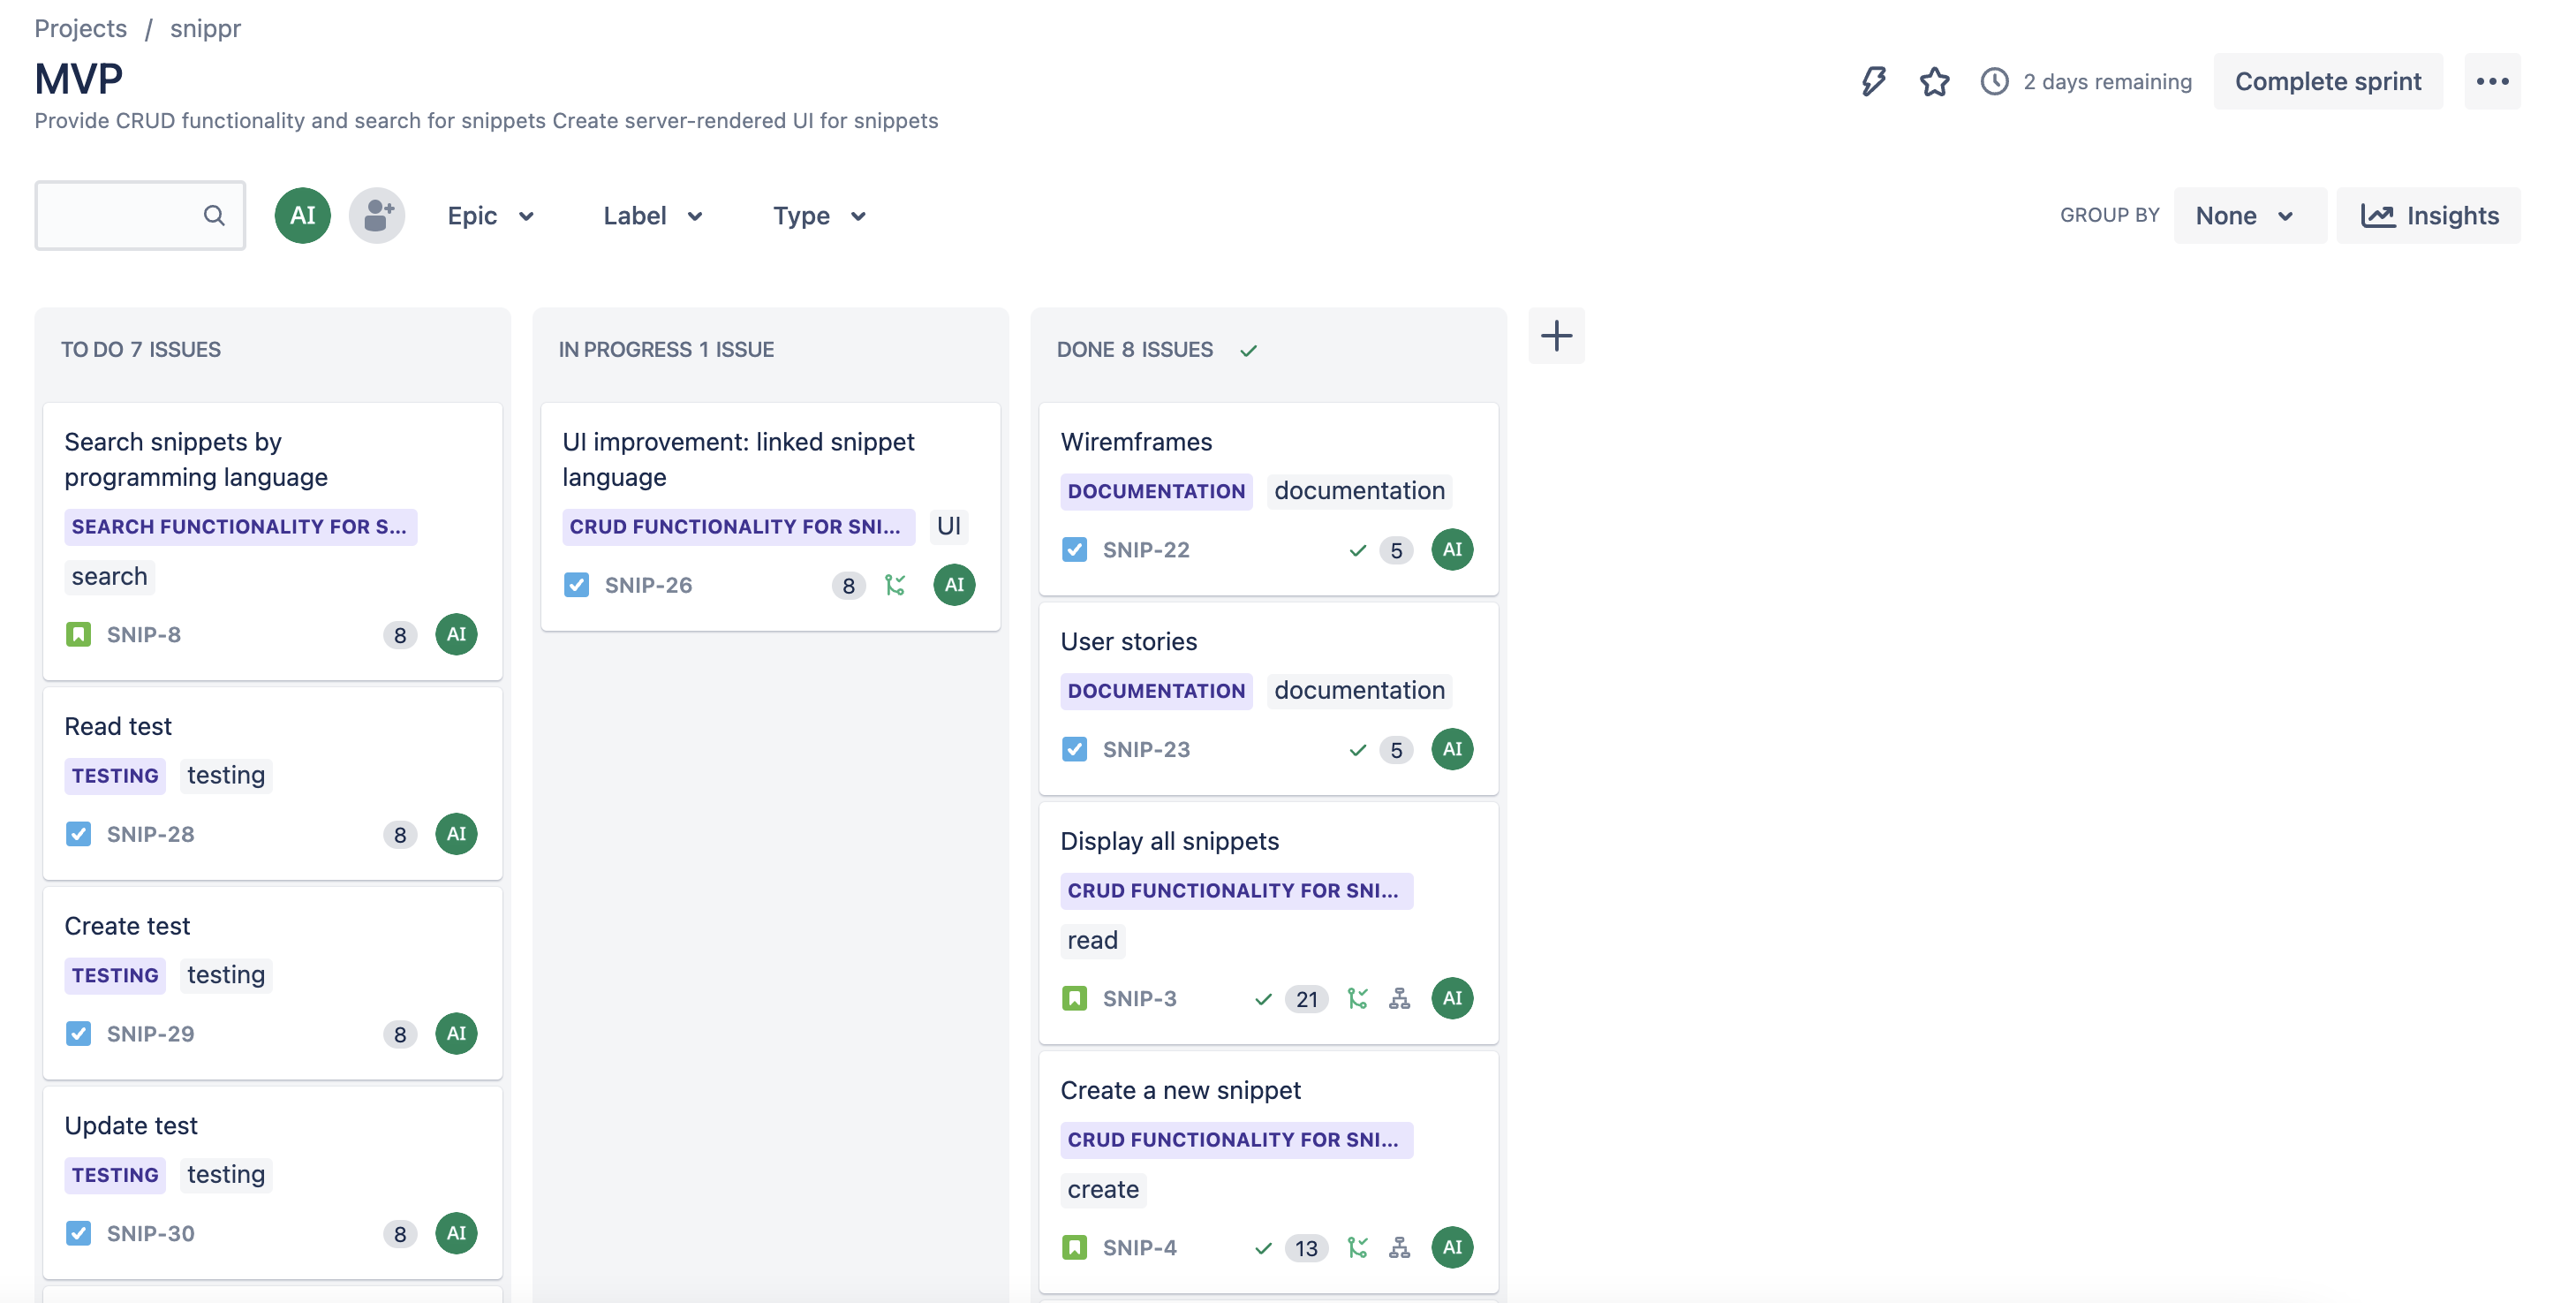 Projects / snippr
MVP
Provide CRUD functionality and search for snippets Create server-rendered UI for snippets
2 days remaining
Complete sprint
AI
Epic
Label
Type
GROUP BY
None
Insights
TO DO 7 ISSUES
Search snippets by
programming language
SEARCH FUNCTIONALITY FOR S...
search
SNIP-8 8 AI
Read test
TESTING testing
SNIP-28 8 AI
Create test
TESTING testing
SNIP-29 8 AI
Update test
TESTING testing
SNIP-30 8 AI
IN PROGRESS 1 ISSUE
UI improvement: linked snippet
language
CRUD FUNCTIONALITY FOR SNI... UI
SNIP-26 8 AI
DONE 8 ISSUES
Wiremframes
DOCUMENTATION documentation
SNIP-22 5 AI
User stories
DOCUMENTATION documentation
SNIP-23 5 AI
Display all snippets
CRUD FUNCTIONALITY FOR SNI...
read
SNIP-3 21 AI
Create a new snippet
CRUD FUNCTIONALITY FOR SNI...
create
SNIP-4 13 AI